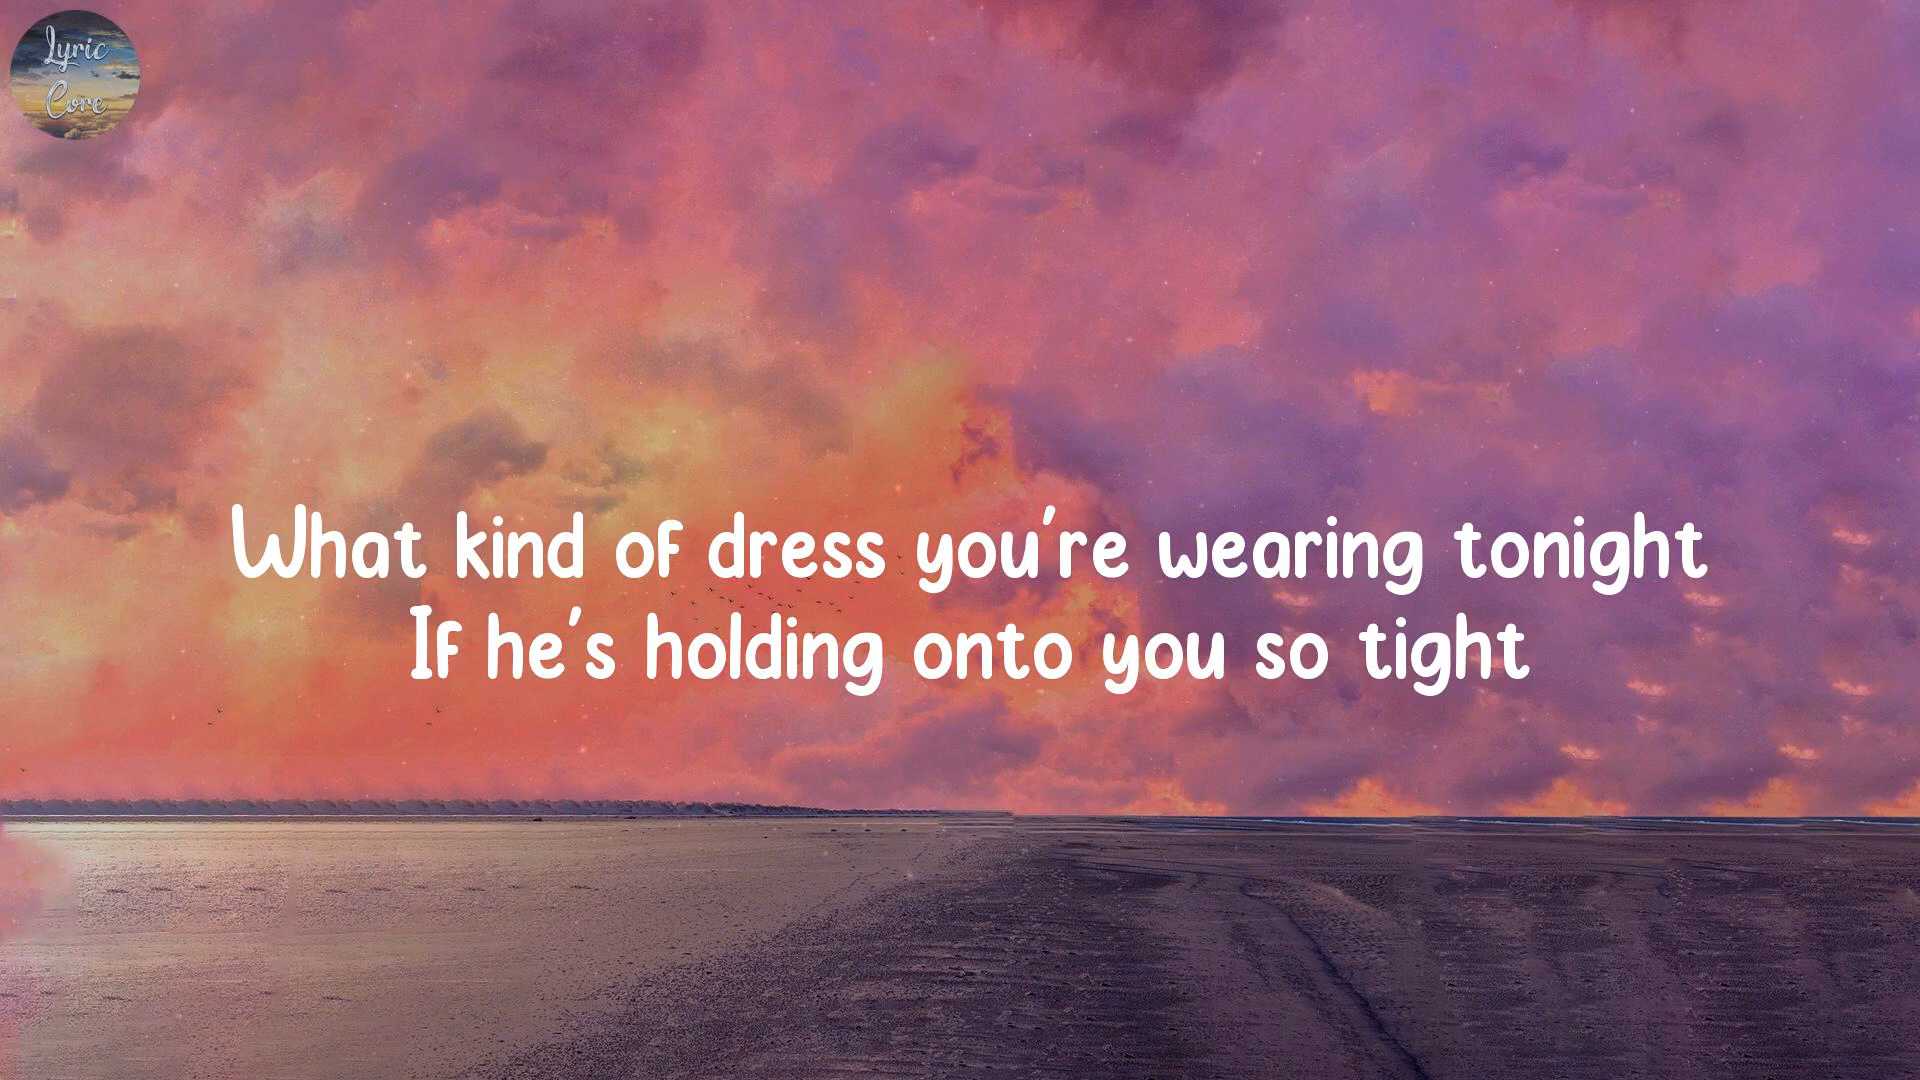 Lyric
Core
What kind of dress you're wearing tonight
If he's holding onto you so tight